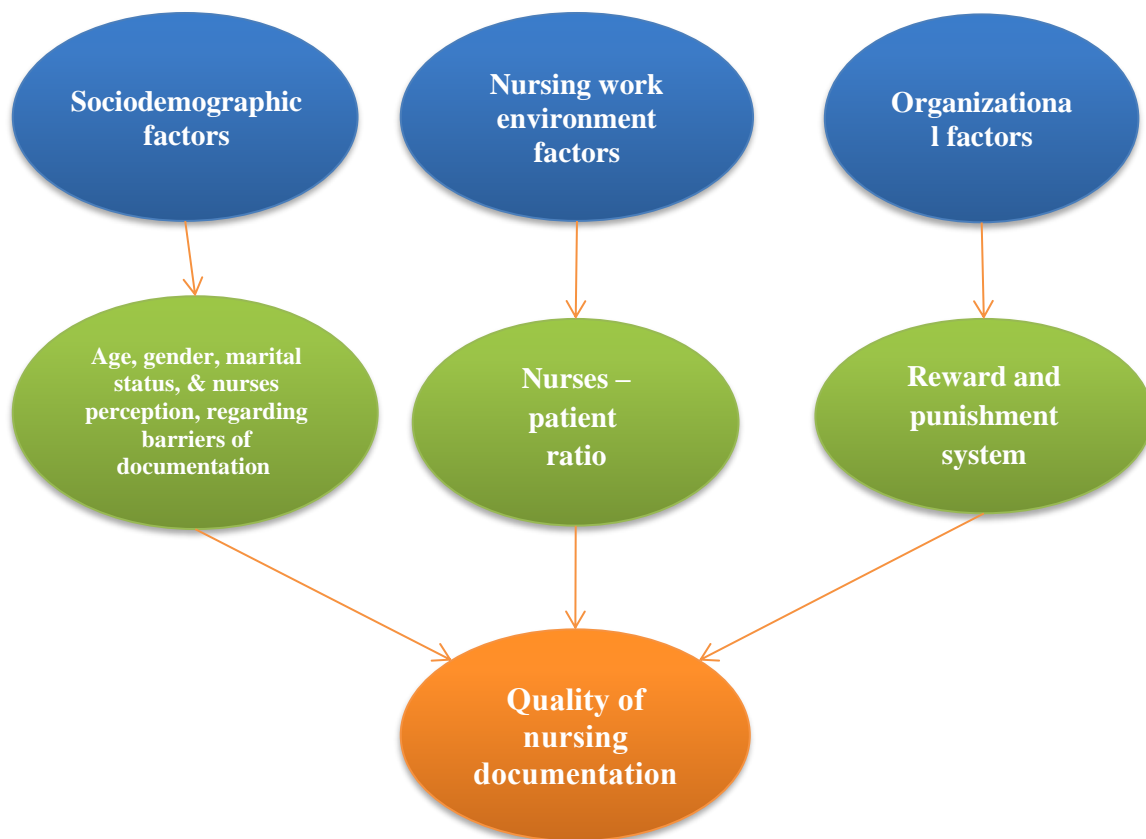 Sociodemographic
factors
Nursing work
environment
factors
Organizationa
l factors
Age, gender, marital
status, & nurses
perception, regarding
barriers of
documentation
Nurses –
patient
ratio
Reward and
punishment
system
Quality of
nursing
documentation